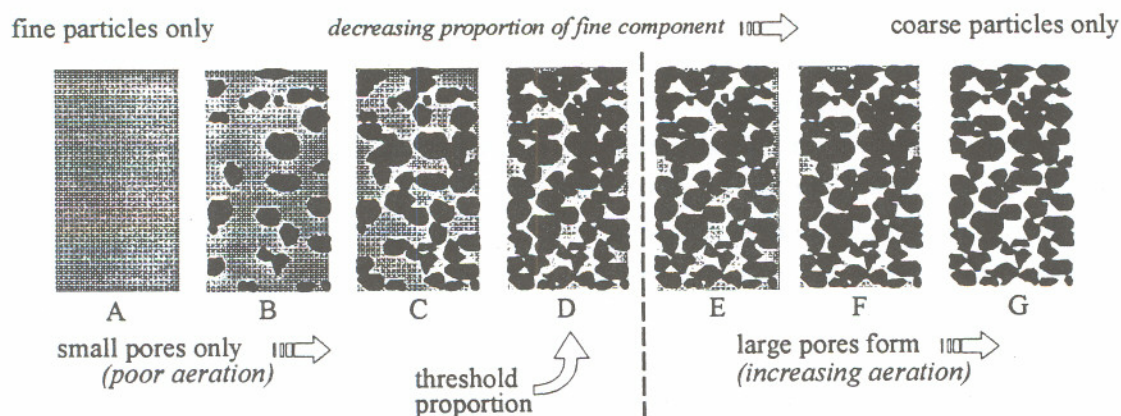 fine particles only
decreasing proportion of fine component
coarse particles only
A B C D E F G
small pores only
(poor aeration)
threshold
proportion
large pores form
(increasing aeration)